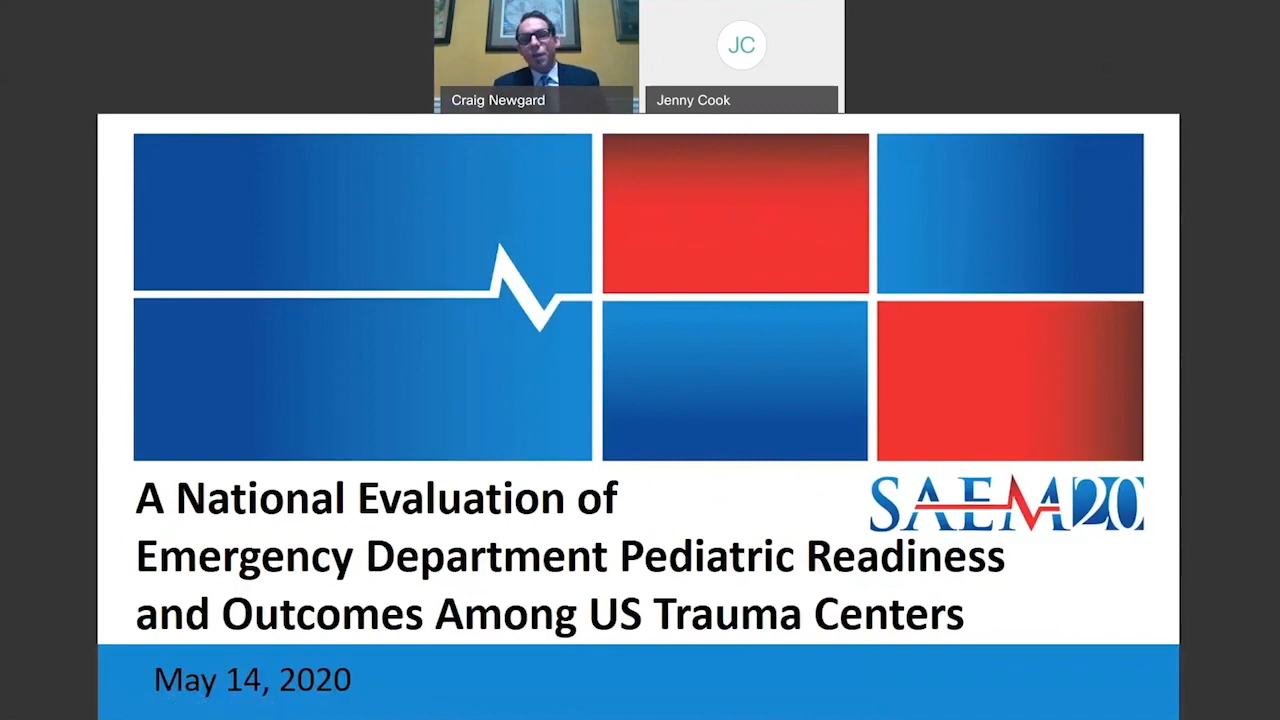 JC
Craig Newgard
Jenny Cook
A National Evaluation of
SAEM20
Emergency Department Pediatric Readiness
and Outcomes Among US Trauma Centers
May 14, 2020